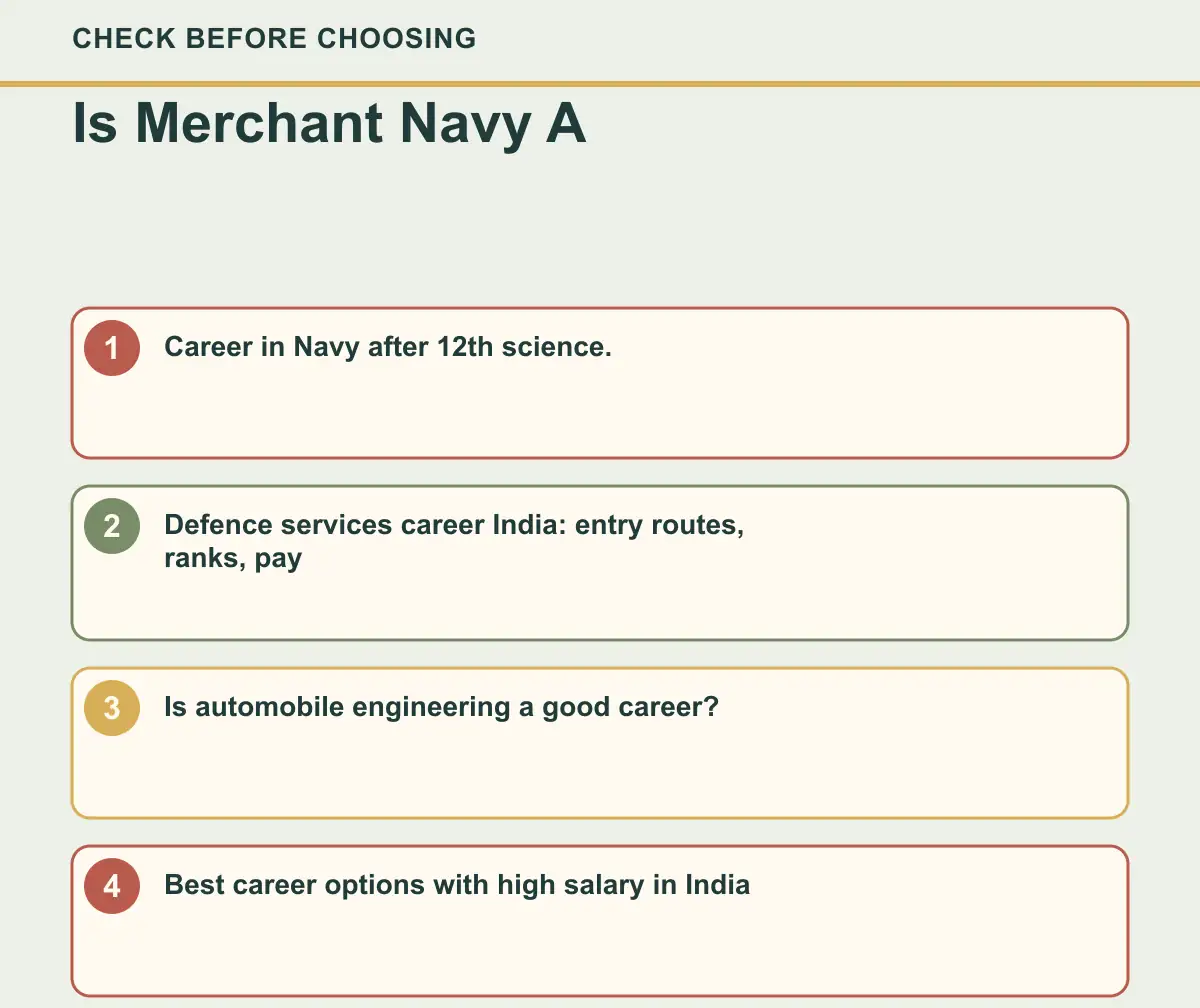 CHECK BEFORE CHOOSING
Is Merchant Navy A
1 Career in Navy after 12th science.
2 Defence services career India: entry routes,
ranks, pay
3 Is automobile engineering a good career?
4 Best career options with high salary in India